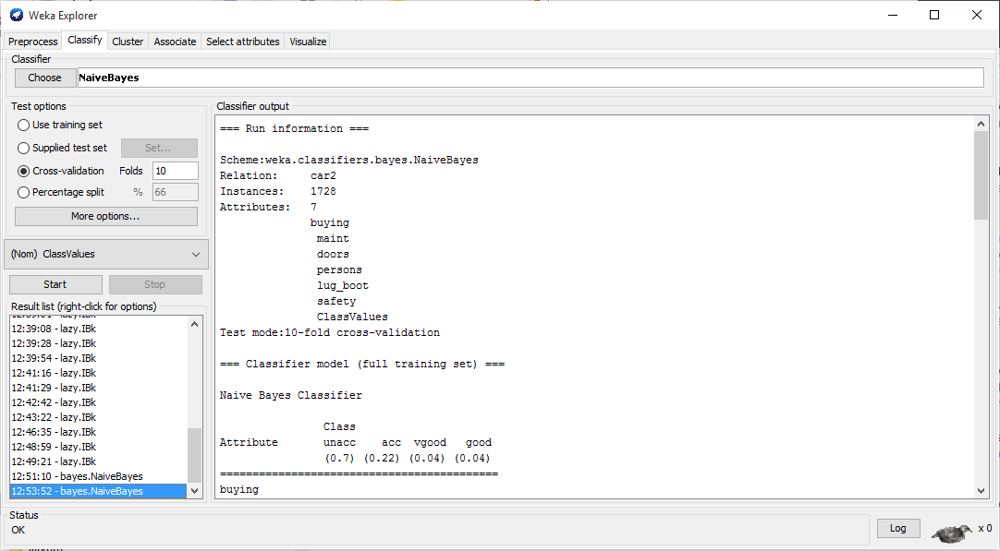 Weka Explorer
Preprocess Classify Cluster Associate Select attributes Visualize
Classifier
Choose NaiveBayes
Test options
Use training set
Supplied test set Set...
Cross-validation Folds 10
Percentage split % 66
More options...
(Nom) ClassValues
Start Stop
Result list (right-click for options)
12:39:08 - lazy.IBk
12:39:28 - lazy.IBk
12:39:54 - lazy.IBk
12:41:16 - lazy.IBk
12:41:29 - lazy.IBk
12:42:42 - lazy.IBk
12:43:22 - lazy.IBk
12:46:35 - lazy.IBk
12:48:59 - lazy.IBk
12:49:21 - lazy.IBk
12:51:10 - bayes.NaiveBayes
12:53:52 - bayes.NaiveBayes
Classifier output
=== Run information ===
Scheme:weka.classifiers.bayes.NaiveBayes
Relation: car2
Instances: 1728
Attributes: 7
buying
maint
doors
persons
lug_boot
safety
ClassValues
Test mode:10-fold cross-validation
=== Classifier model (full training set) ===
Naive Bayes Classifier
Class
Attribute unacc acc vgood good
(0.7) (0.22) (0.04) (0.04)
===========================================
buying
Status
OK
Log x 0